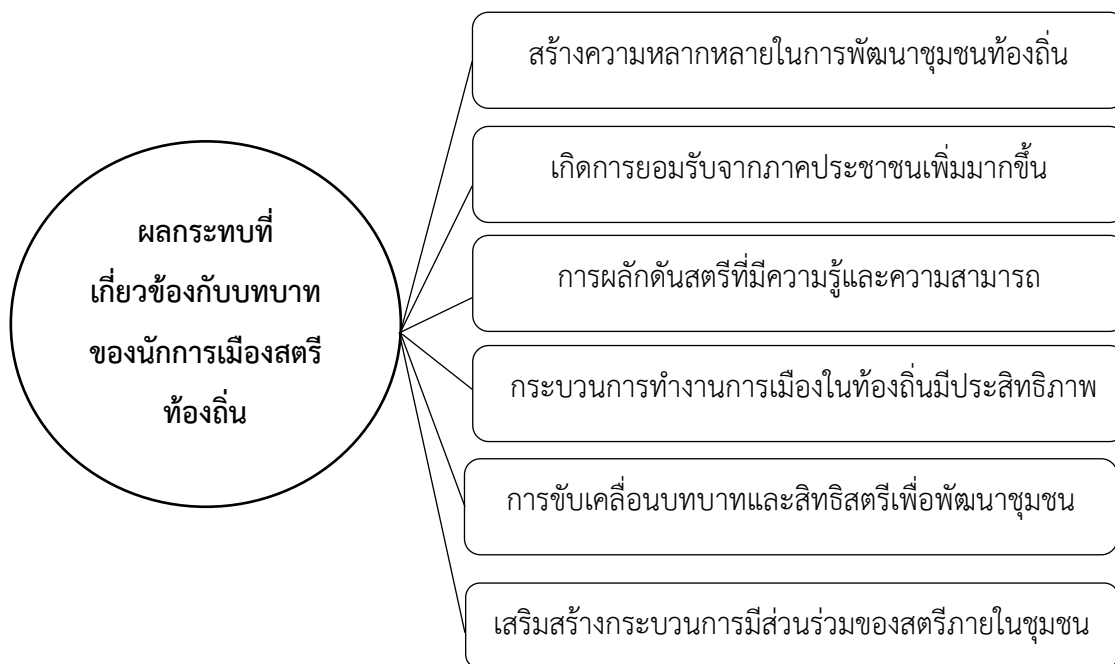 ผลกระทบที่
เกี่ยวข้องกับบทบาท
ของนักการเมืองสตรี
ท้องถิ่น
สร้างความหลากหลายในการพัฒนาชุมชนท้องถิ่น
เกิดการยอมรับจากภาคประชาชนเพิ่มมากขึ้น
การผลักดันสตรีที่มีความรู้และความสามารถ
กระบวนการทำงานการเมืองในท้องถิ่นมีประสิทธิภาพ
การขับเคลื่อนบทบาทและสิทธิสตรีเพื่อพัฒนาชุมชน
เสริมสร้างกระบวนการมีส่วนร่วมของสตรีภายในชุมชน